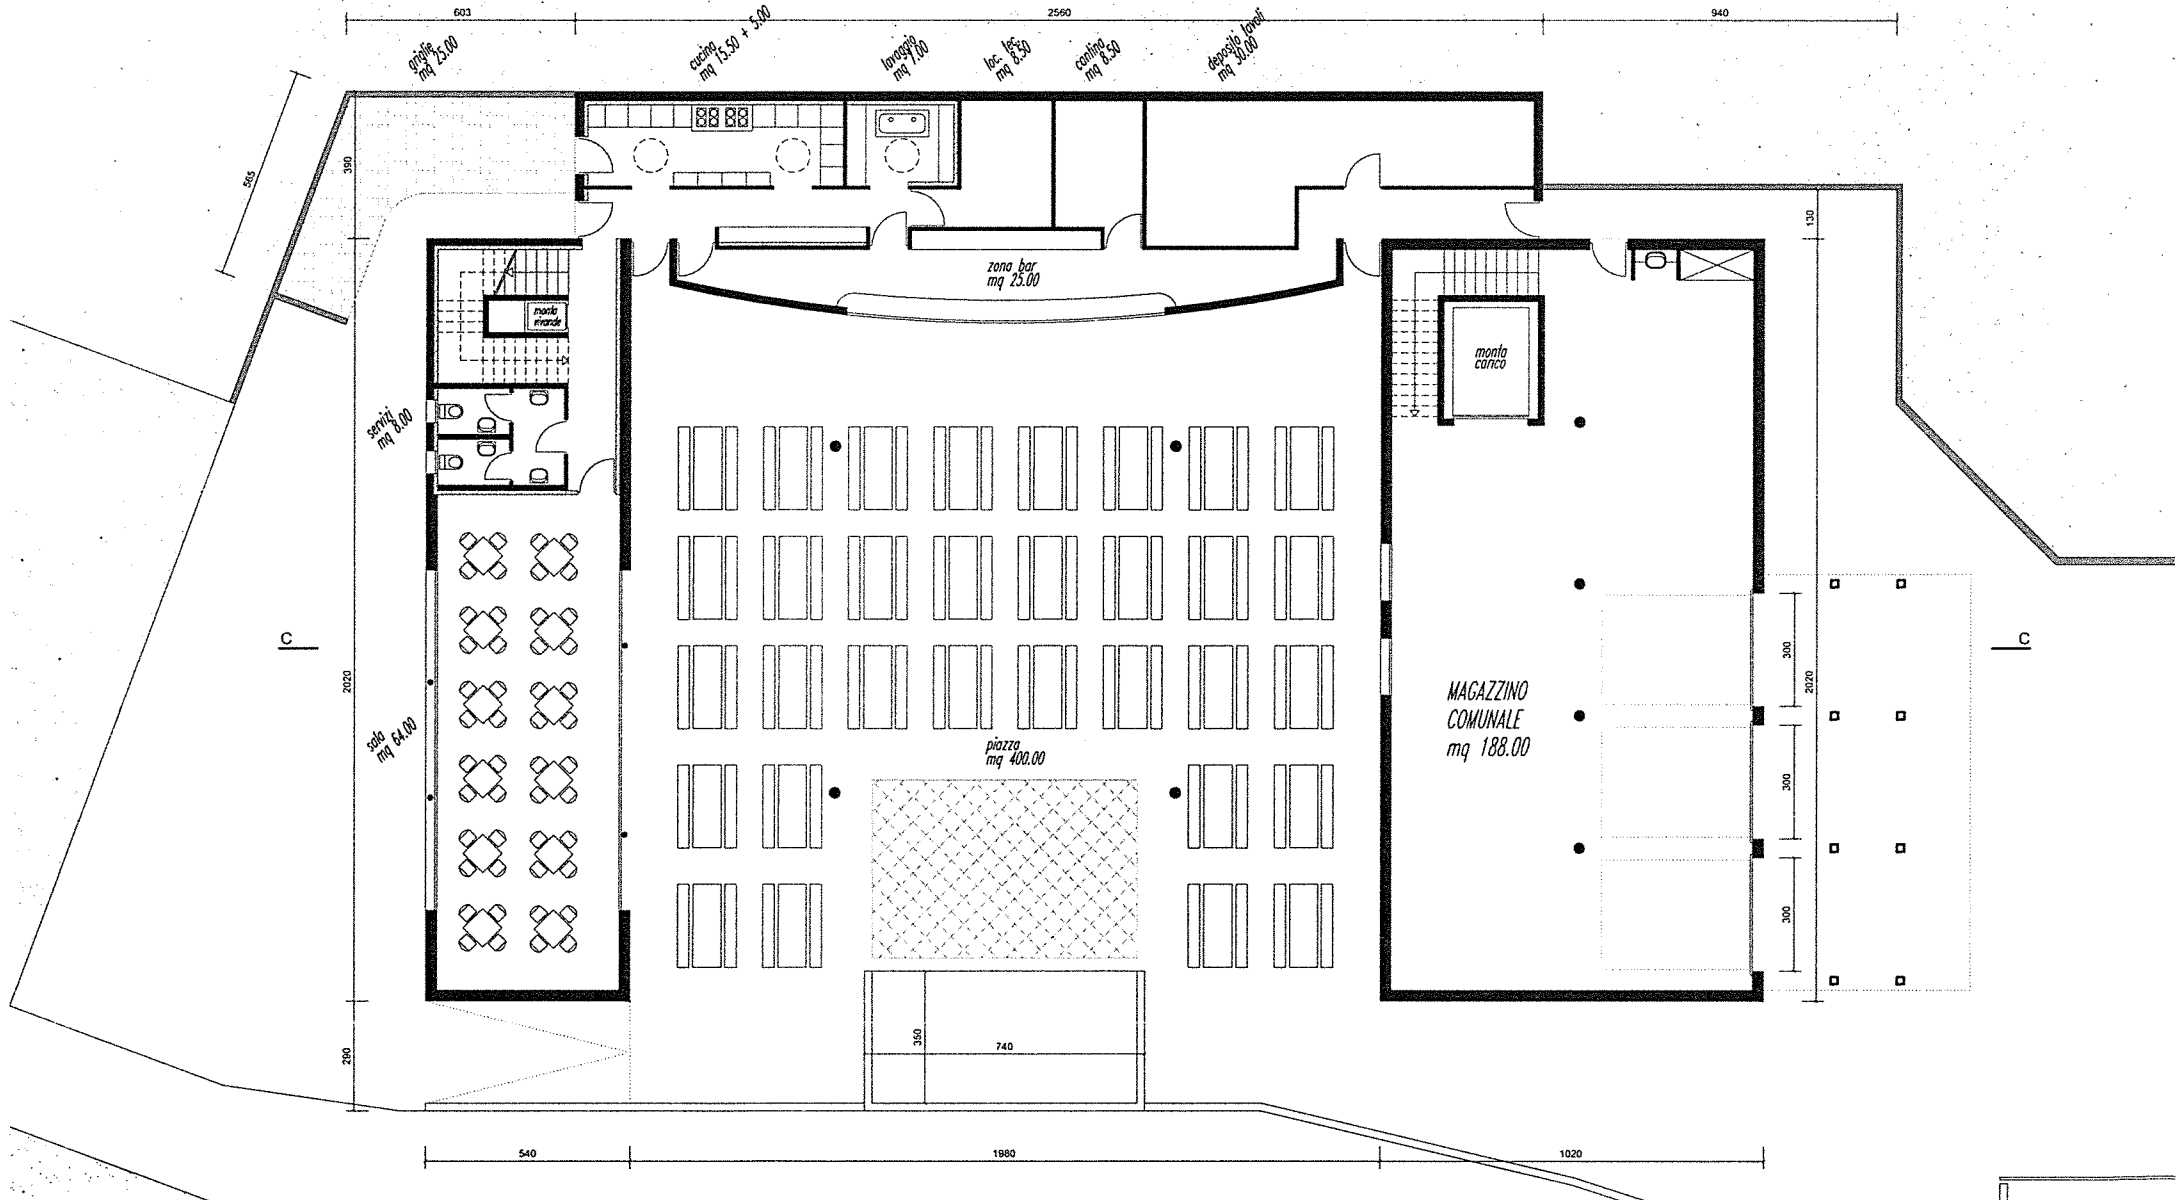 603
2560
940
griglie
mq 25.00
cucina
mq 15.50 + 5.00
lavaggio
mq 7.00
loc. tec.
mq 8.50
cantina
mq 8.50
deposito tavoli
mq 30.00
565
390
130
zona bar
mq 25.00
monta
vivande
monta
carico
servizi
mq 8.00
C
C
300
2020
2020
MAGAZZINO
COMUNALE
mq 188.00
sala
mq 64.00
piazza
mq 400.00
300
300
290
350
740
540
1980
1020